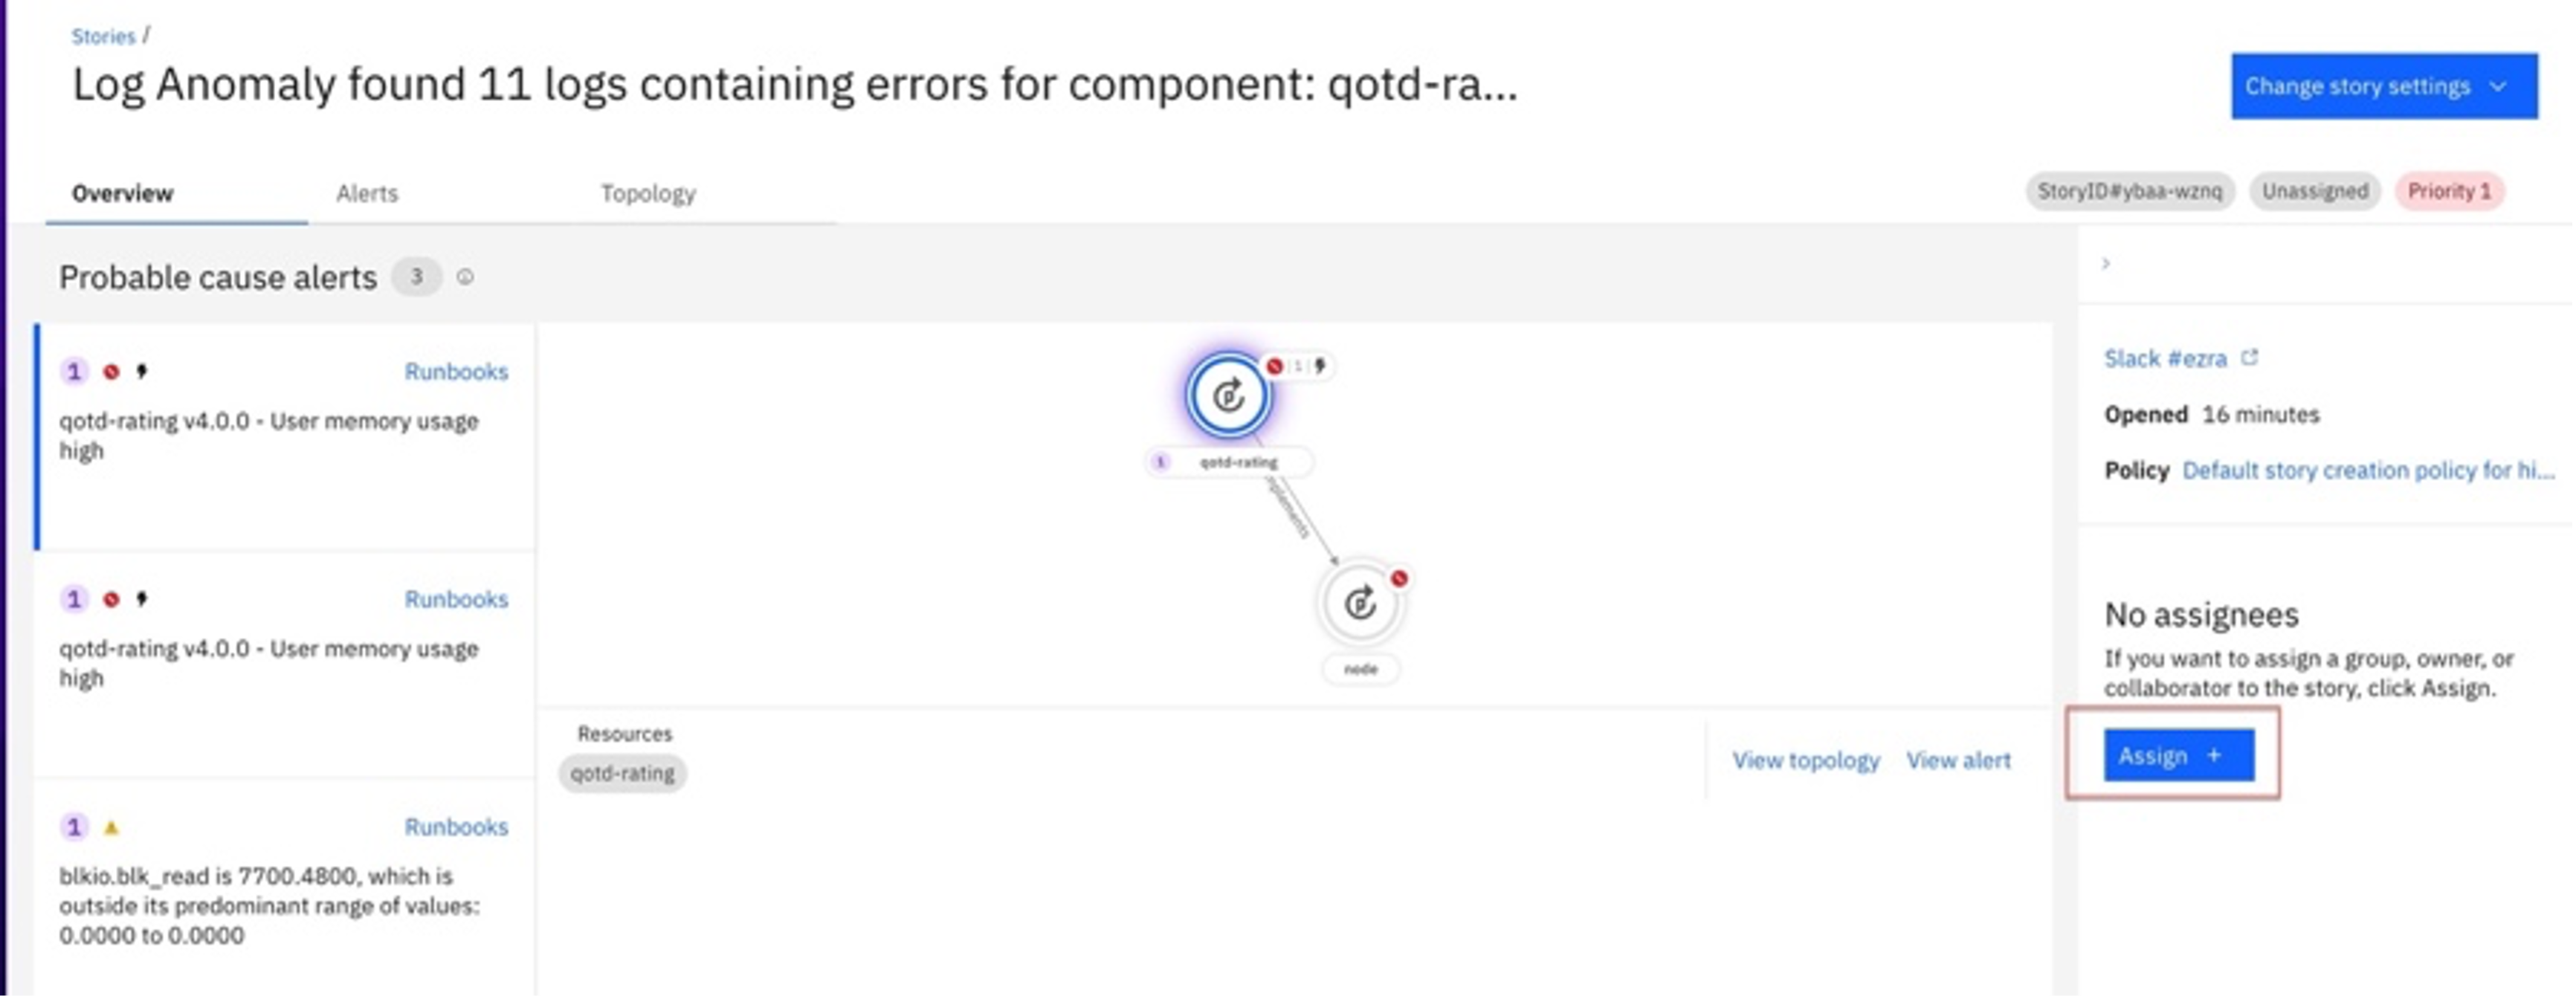 Stories /
Log Anomaly found 11 logs containing errors for component: qotd-ra...
Change story settings
Overview Alerts Topology
StoryID#ybaa-wznq Unassigned Priority 1
Probable cause alerts 3
1 Runbooks
qotd-rating v4.0.0 - User memory usage
high
1 Runbooks
qotd-rating v4.0.0 - User memory usage
high
1 Runbooks
blkio.blk_read is 7700.4800, which is
outside its predominant range of values:
0.0000 to 0.0000
1
1 qotd-rating
node
Resources
qotd-rating
View topology View alert
Slack #ezra
Opened 16 minutes
Policy Default story creation policy for hi...
No assignees
If you want to assign a group, owner, or
collaborator to the story, click Assign.
Assign +